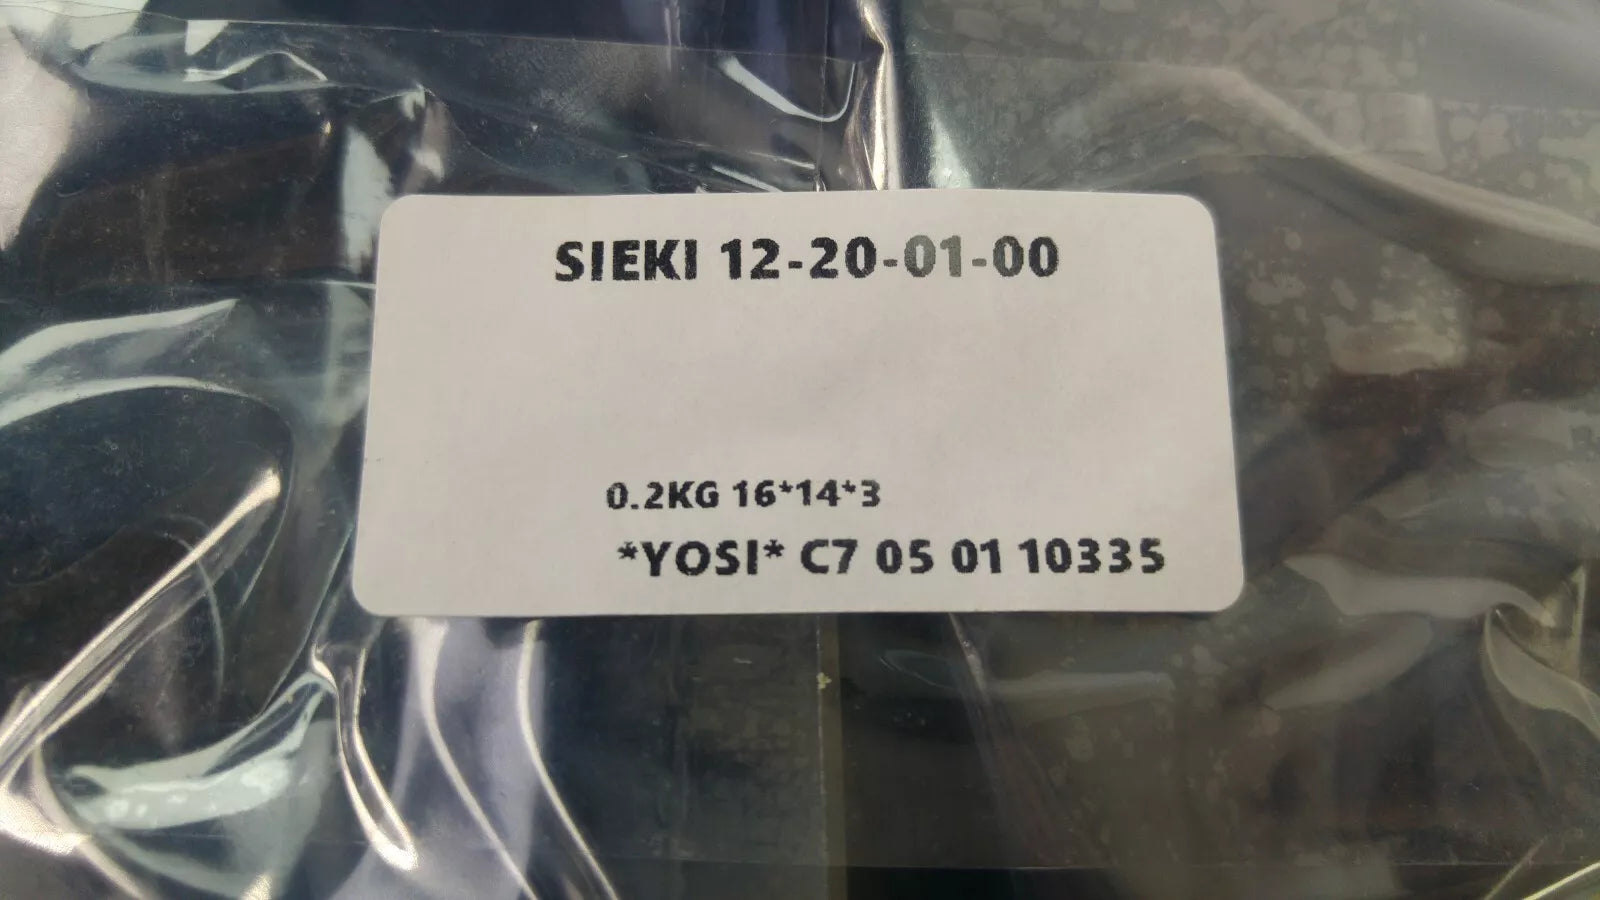 SIEKI 12-20-01-00
0.2KG 16*14*3
*YOSI* C7 05 01 10335